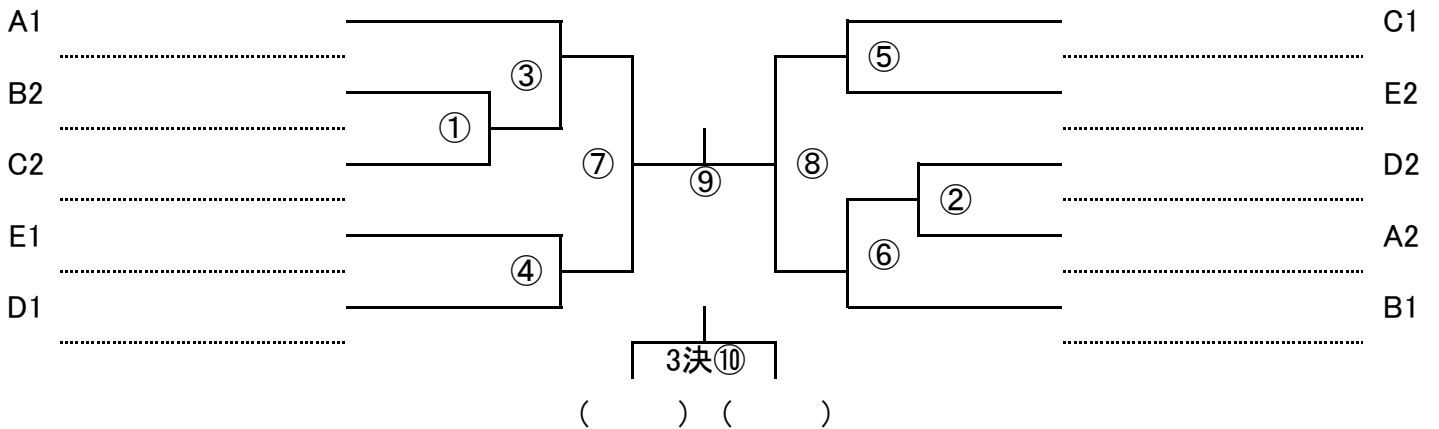 A1 C1
③ ⑤
B2 E2
①
C2 ⑦ ⑨ ⑧ D2
②
E1 A2
④ ⑥
D1 B1
3決⑩
( ) ( )